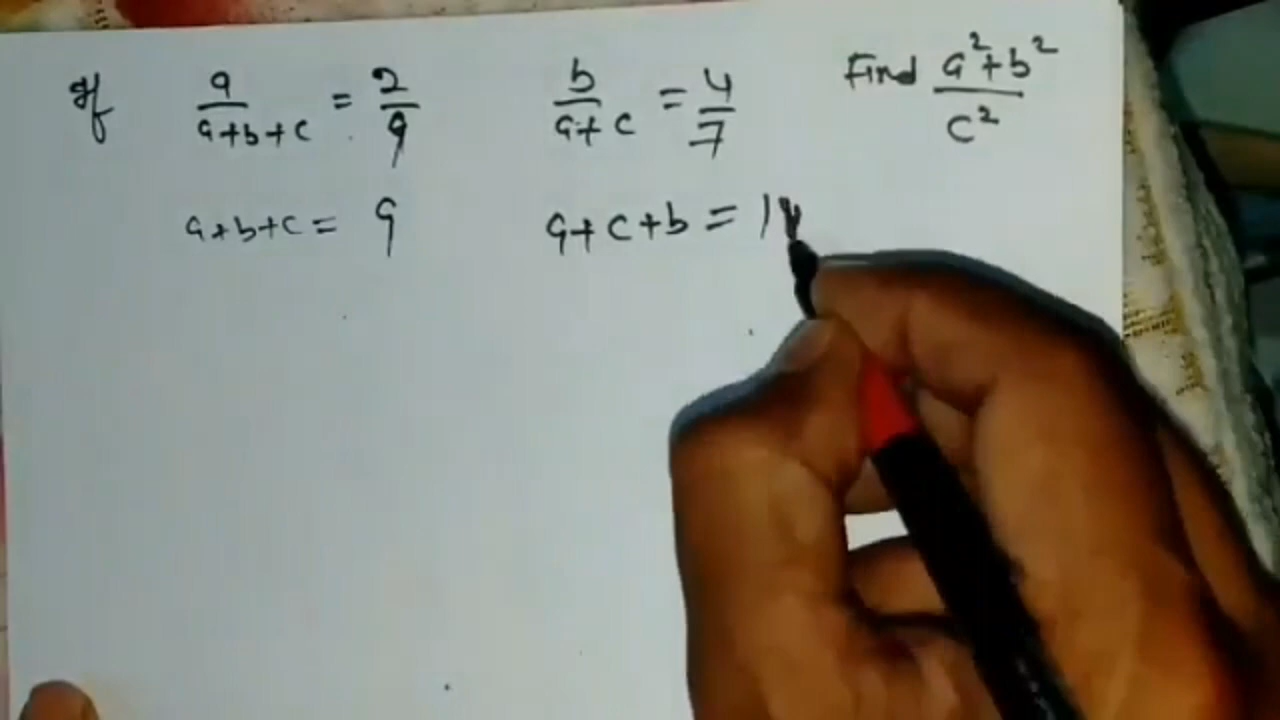 If a/(a+b+c) = 2/9 b/(a+c) = 4/7 Find (a²+b²)/c²
a+b+c = 9 a+c+b = 1